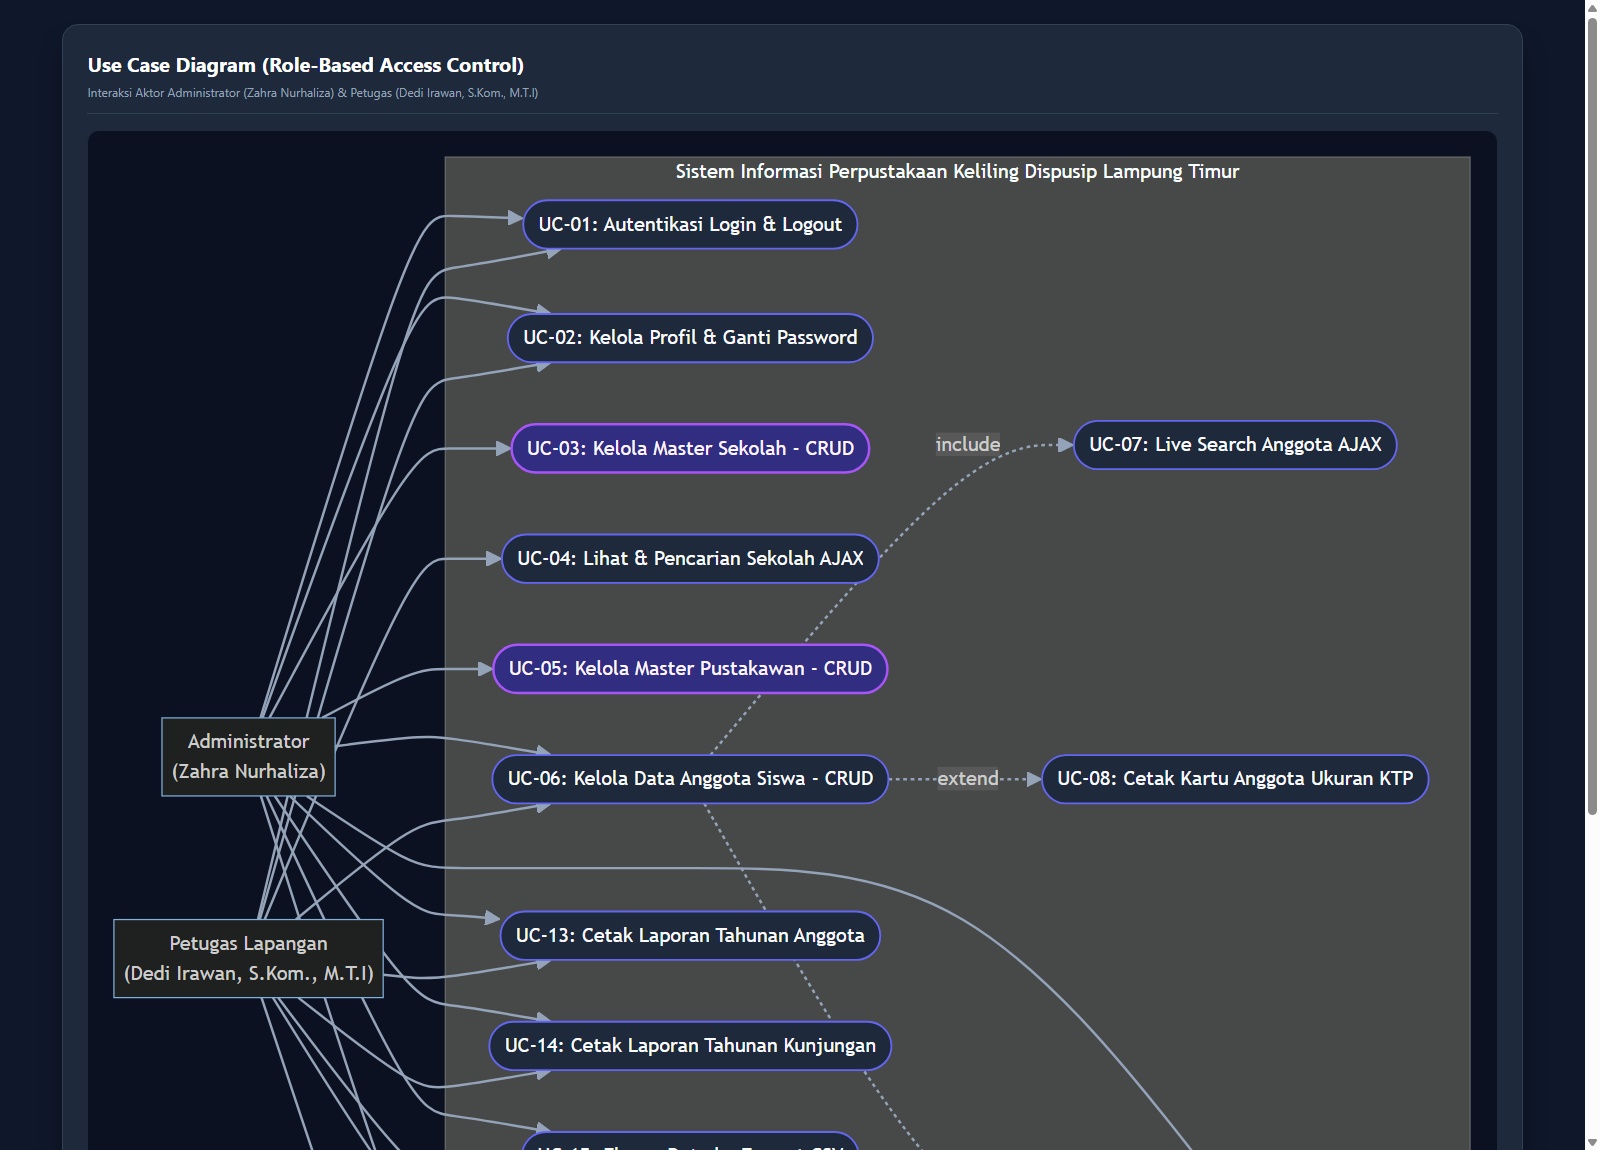 Use Case Diagram (Role-Based Access Control)
Interaksi Aktor Administrator (Zahra Nurhaliza) & Petugas (Dedi Irawan, S.Kom., M.T.I)
Sistem Informasi Perpustakaan Keliling Dispusip Lampung Timur
UC-01: Autentikasi Login & Logout
UC-02: Kelola Profil & Ganti Password
UC-03: Kelola Master Sekolah - CRUD
include
UC-07: Live Search Anggota AJAX
UC-04: Lihat & Pencarian Sekolah AJAX
UC-05: Kelola Master Pustakawan - CRUD
Administrator
(Zahra Nurhaliza)
UC-06: Kelola Data Anggota Siswa - CRUD
extend
UC-08: Cetak Kartu Anggota Ukuran KTP
Petugas Lapangan
(Dedi Irawan, S.Kom., M.T.I)
UC-13: Cetak Laporan Tahunan Anggota
UC-14: Cetak Laporan Tahunan Kunjungan